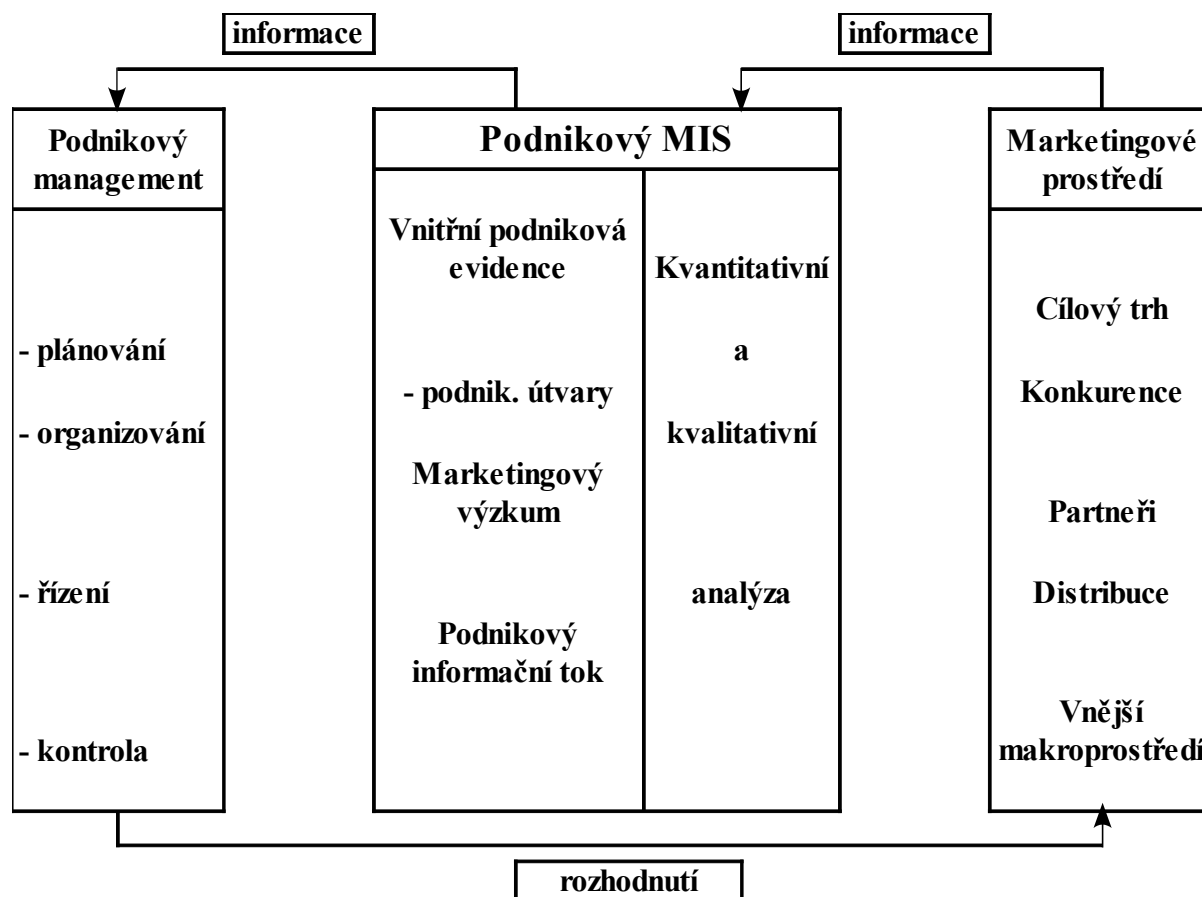 informace
informace
Podnikový
management
- plánování
- organizování
- řízení
- kontrola
Podnikový MIS
Vnitřní podniková
evidence
- podnik. útvary
Marketingový
výzkum
Podnikový
informační tok
Kvantitativní
a
kvalitativní
analýza
Marketingové
prostředí
Cílový trh
Konkurence
Partneři
Distribuce
Vnější
makroprostředí
rozhodnutí